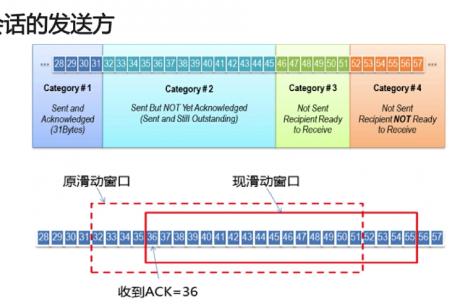 会话的发送方
··· 28 29 30 31 32 33 34 35 36 37 38 39 40 41 42 43 44 45 46 47 48 49 50 51 52 53 54 55 56 57 ···
Category # 1 Category # 2 Category # 3 Category # 4
Sent and Acknowledged (31Bytes)
Sent But NOT Yet Acknowledged
(Sent and Still Outstanding)
Not Sent
Recipient Ready
to Receive
Not Sent
Recipient NOT Ready
to Receive
原滑动窗口 现滑动窗口
28 29 30 31 32 33 34 35 36 37 38 39 40 41 42 43 44 45 46 47 48 49 50 51 52 53 54 55 56 57
收到ACK=36